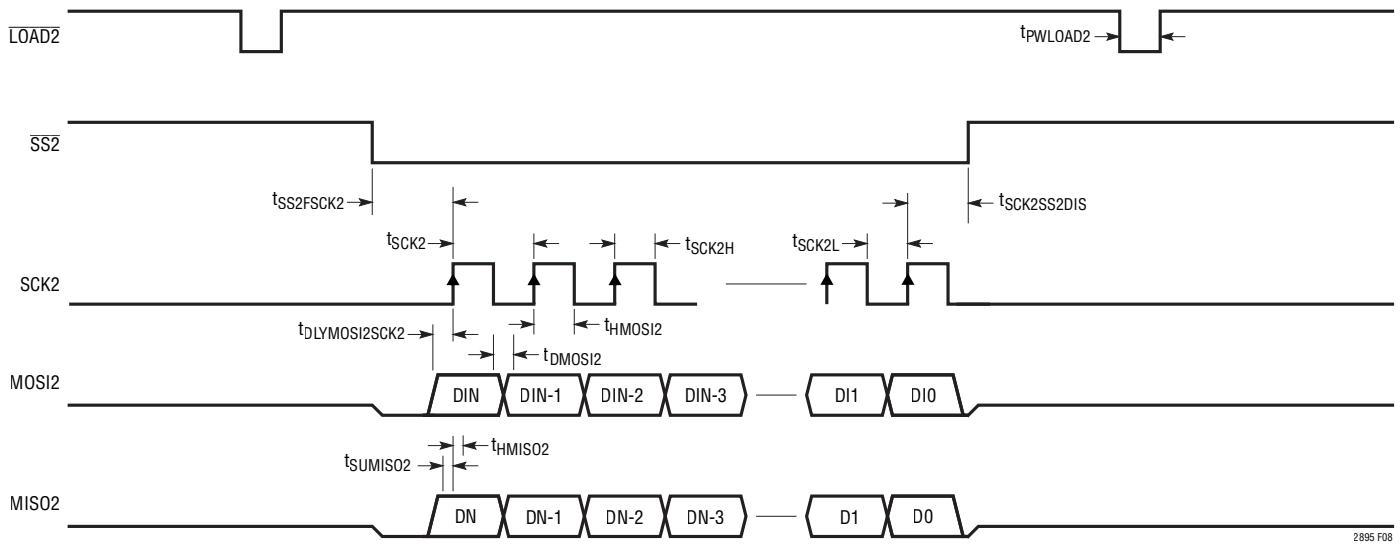 LOAD2
tPWLOAD2
SS2
tSS2FSCK2
tSCK2SS2DIS
tSCK2
tSCK2H
tSCK2L
SCK2
tDLYMOSI2SCK2
tHMOSI2
tDMOSI2
MOSI2
DIN DIN-1 DIN-2 DIN-3 DI1 DI0
tHMISO2
tSUMISO2
MISO2
DN DN-1 DN-2 DN-3 D1 D0
2895 F08